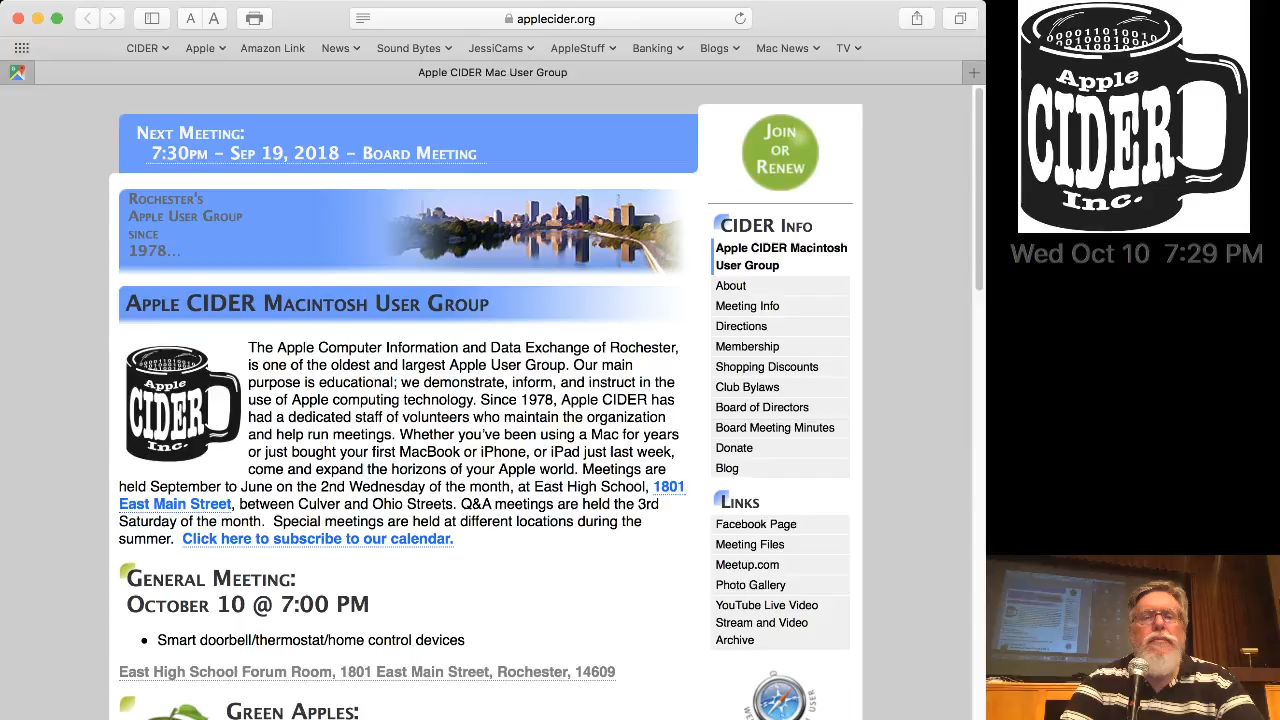 applecider.org
A A
CIDER Apple Amazon Link News Sound Bytes JessiCams AppleStuff Banking Blogs Mac News TV
Apple CIDER Mac User Group
Next Meeting:
7:30pm – Sep 19, 2018 – Board Meeting
Rochester's
Apple User Group
since
1978...
Apple CIDER Macintosh User Group
Apple
CIDER
Inc.
The Apple Computer Information and Data Exchange of Rochester,
is one of the oldest and largest Apple User Group. Our main
purpose is educational; we demonstrate, inform, and instruct in the
use of Apple computing technology. Since 1978, Apple CIDER has
had a dedicated staff of volunteers who maintain the organization
and help run meetings. Whether you've been using a Mac for years
or just bought your first MacBook or iPhone, or iPad just last week,
come and expand the horizons of your Apple world. Meetings are
held September to June on the 2nd Wednesday of the month, at East High School, 1801
East Main Street, between Culver and Ohio Streets. Q&A meetings are held the 3rd
Saturday of the month. Special meetings are held at different locations during the
summer. Click here to subscribe to our calendar.
General Meeting:
October 10 @ 7:00 PM
• Smart doorbell/thermostat/home control devices
East High School Forum Room, 1801 East Main Street, Rochester, 14609
Green Apples:
Join
or
Renew
CIDER Info
Apple CIDER Macintosh
User Group
About
Meeting Info
Directions
Membership
Shopping Discounts
Club Bylaws
Board of Directors
Board Meeting Minutes
Donate
Blog
Links
Facebook Page
Meeting Files
Meetup.com
Photo Gallery
YouTube Live Video
Stream and Video
Archive
Apple
CIDER
Inc.
Wed Oct 10 7:29 PM